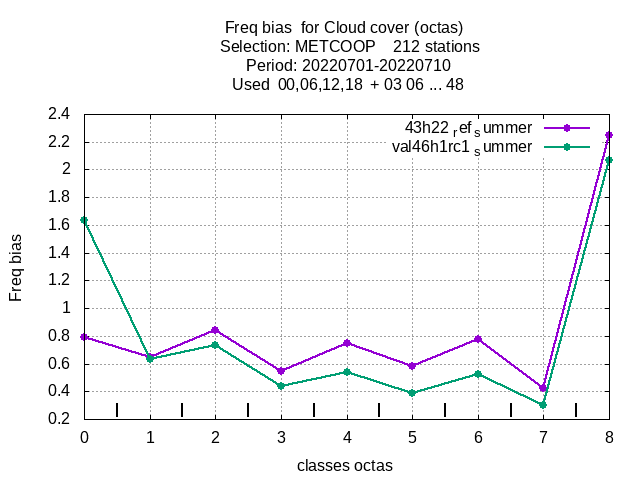 Freq bias  for Cloud cover (octas)
Selection: METCOOP    212 stations
Period: 20220701-20220710
Used  00,06,12,18  + 03 06 ... 48
43h22 ref summer
val46h1rc1 summer
2.4
2.2
2
1.8
1.6
1.4
1.2
1
0.8
0.6
0.4
0.2
Freq bias
0 1 2 3 4 5 6 7 8
classes octas